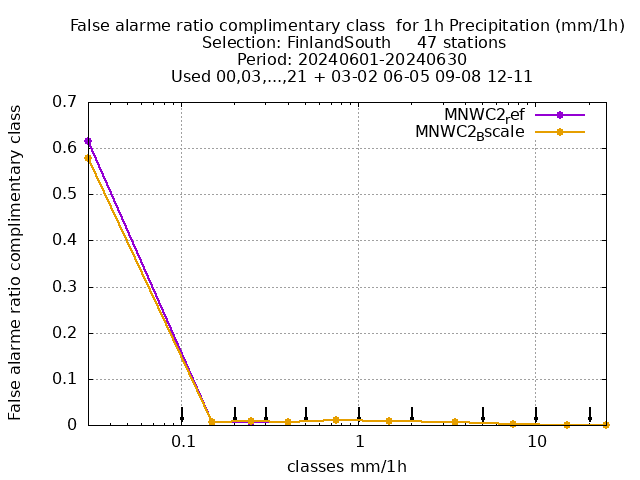 False alarme ratio complimentary class  for 1h Precipitation (mm/1h)
Selection: FinlandSouth     47 stations
Period: 20240601-20240630
Used 00,03,...,21 + 03-02 06-05 09-08 12-11
MNWC2ref
MNWC2Bscale
False alarme ratio complimentary class
0.7
0.6
0.5
0.4
0.3
0.2
0.1
0
0.1
1
10
classes mm/1h